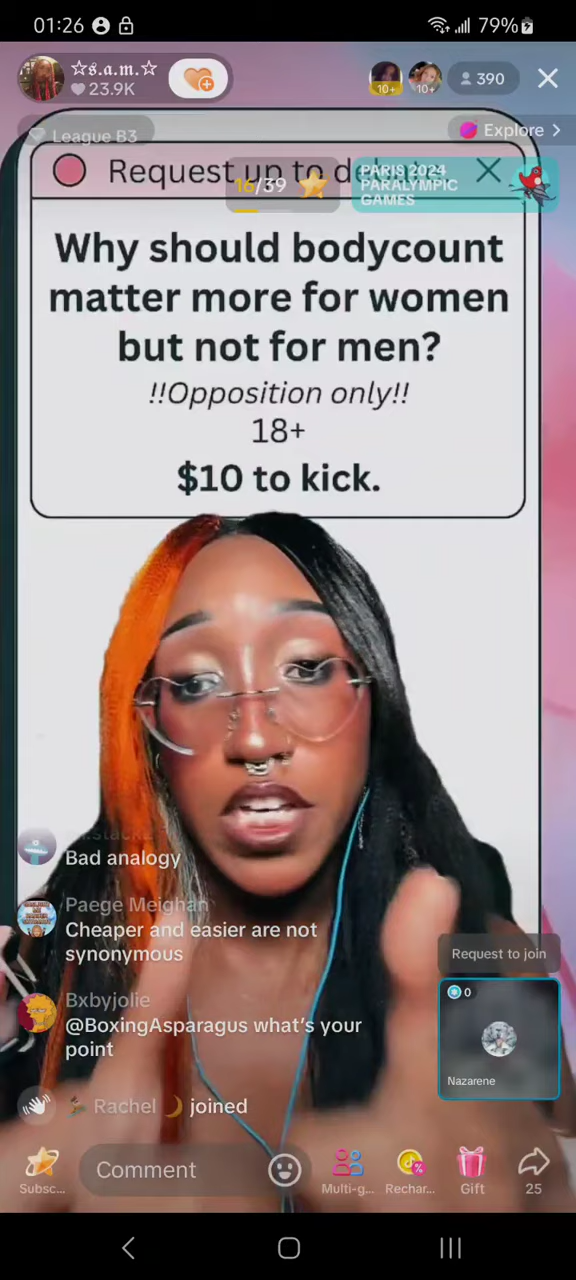 01:26
79%
☆𝖘.𝖆.𝖒.☆
23.9K
10+
10+
390
League B3
Explore >
Request up to debate
16/39
PARIS 2024
PARALYMPIC
GAMES
Why should bodycount
matter more for women
but not for men?
!!Opposition only!!
18+
$10 to kick.
Bad analogy
Paege Meighan
Cheaper and easier are not
synonymous
Bxbyjolie
@BoxingAsparagus what's your
point
Rachel 🌙 joined
Request to join
0
Nazarene
Comment
Subsc...
Multi-g...
Rechar...
Gift
25